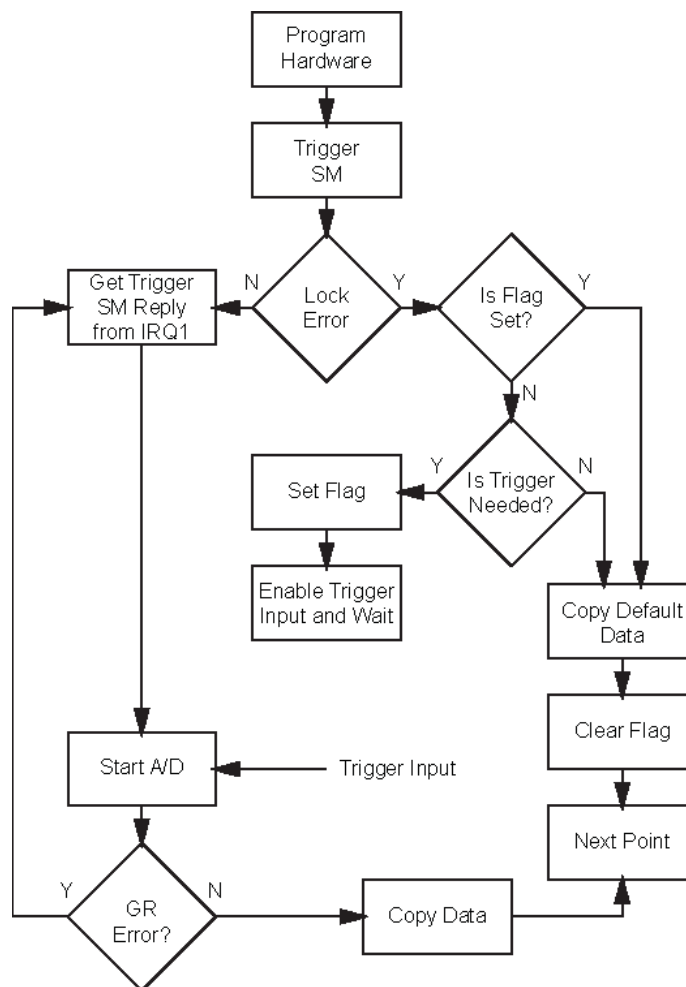 Program
Hardware
Trigger
SM
Get Trigger
SM Reply
from IRQ1
N
Lock
Error
Y
Is Flag
Set?
Y
N
Set Flag
Y
Is Trigger
Needed?
N
Enable Trigger
Input and Wait
Copy Default
Data
Clear Flag
Start A/D
Trigger Input
Next Point
Y
GR
Error?
N
Copy Data